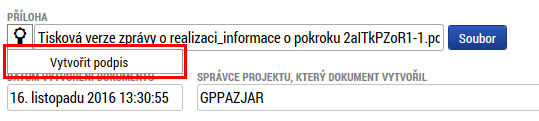 PŘÍLOHA
Tisková verze zprávy o realizaci_informace o pokroku 2aITkPZoR1-1.pd Soubor
Vytvořit podpis
DATUM VYTVOŘENÍ DOKUMENTU SPRÁVCE PROJEKTU, KTERÝ DOKUMENT VYTVOŘIL
16. listopadu 2016 13:30:55 GPPAZJAR